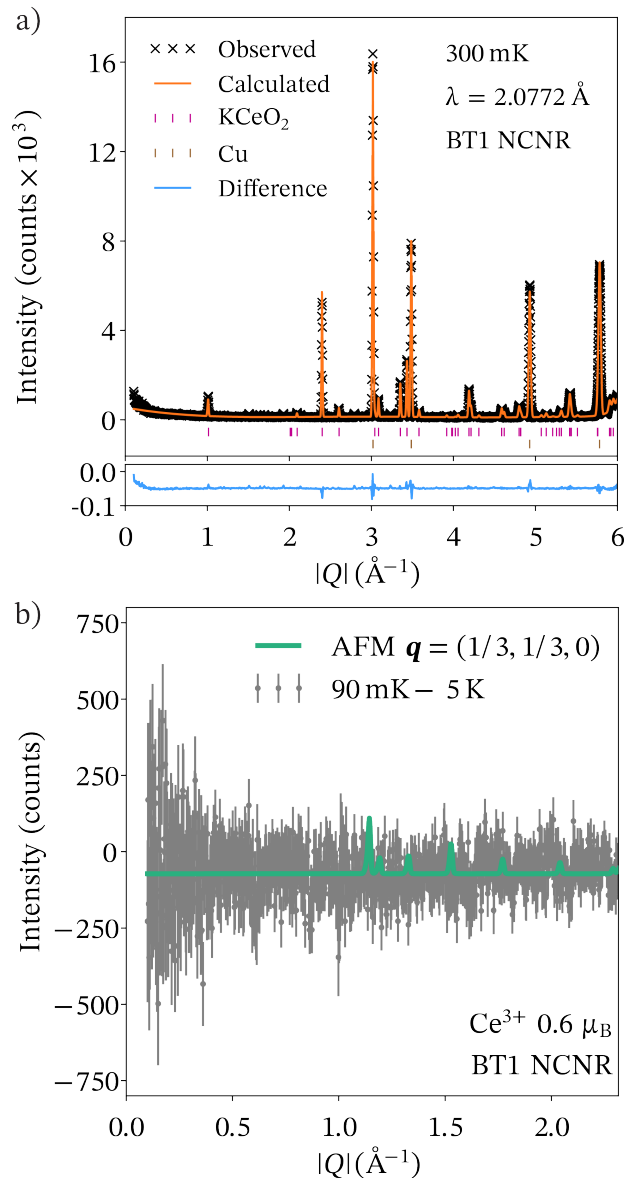 a)
Observed
Calculated
KCeO₂
Cu
Difference
300 mK
λ = 2.0772 Å
BT1 NCNR
Intensity (counts × 10³)
16
12
8
4
0
0.0
-0.1
0 1 2 3 4 5 6
|Q| (Å⁻¹)
b)
AFM q = (1/3, 1/3, 0)
90 mK − 5 K
Intensity (counts)
750
500
250
0
−250
−500
−750
Ce³⁺ 0.6 μB
BT1 NCNR
0.0 0.5 1.0 1.5 2.0
|Q| (Å⁻¹)